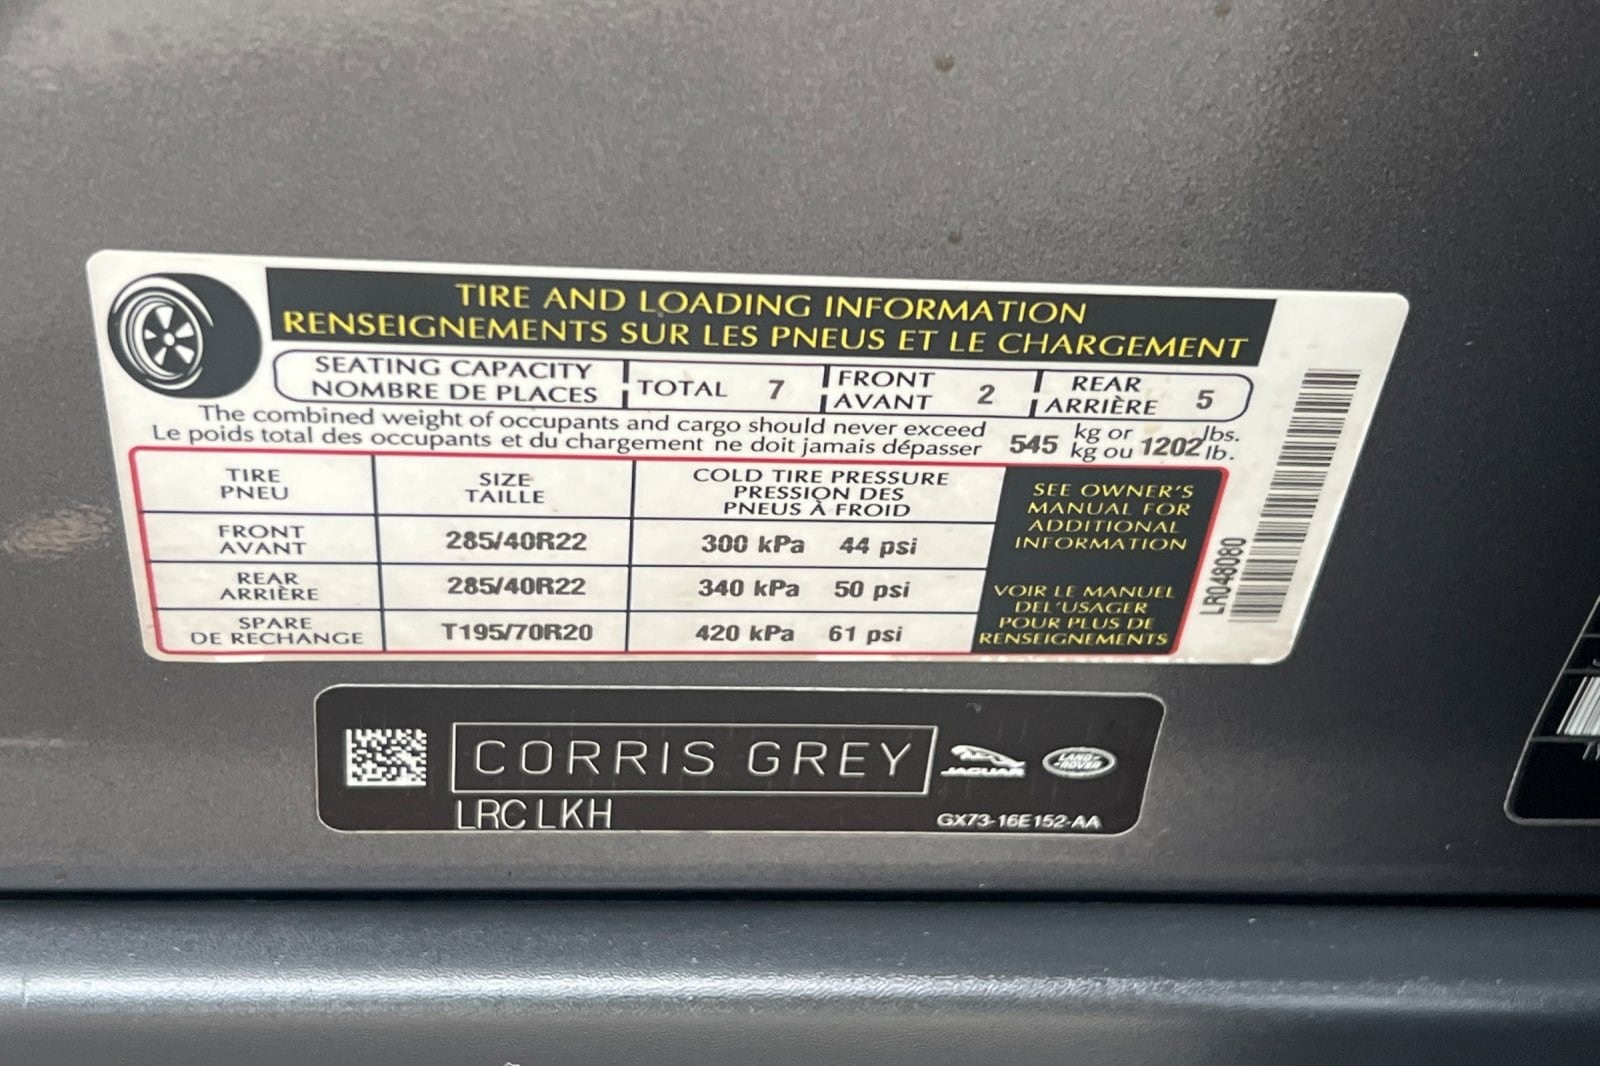 TIRE AND LOADING INFORMATION
RENSEIGNEMENTS SUR LES PNEUS ET LE CHARGEMENT
SEATING CAPACITY
NOMBRE DE PLACES
TOTAL 7
FRONT
AVANT
2
REAR
ARRIÈRE
5
The combined weight of occupants and cargo should never exceed
Le poids total des occupants et du chargement ne doit jamais dépasser
545 kg or 1202 lbs.
kg ou lb.
TIRE
PNEU
SIZE
TAILLE
COLD TIRE PRESSURE
PRESSION DES
PNEUS À FROID
FRONT
AVANT
285/40R22
300 kPa 44 psi
REAR
ARRIÈRE
285/40R22
340 kPa 50 psi
SPARE
DE RECHANGE
T195/70R20
420 kPa 61 psi
SEE OWNER'S
MANUAL FOR
ADDITIONAL
INFORMATION
VOIR LE MANUEL
DEL'USAGER
POUR PLUS DE
RENSEIGNEMENTS
LR048080
CORRIS GREY
JAGUAR
LAND-
-ROVER
LRC LKH
GX73-16E152-AA